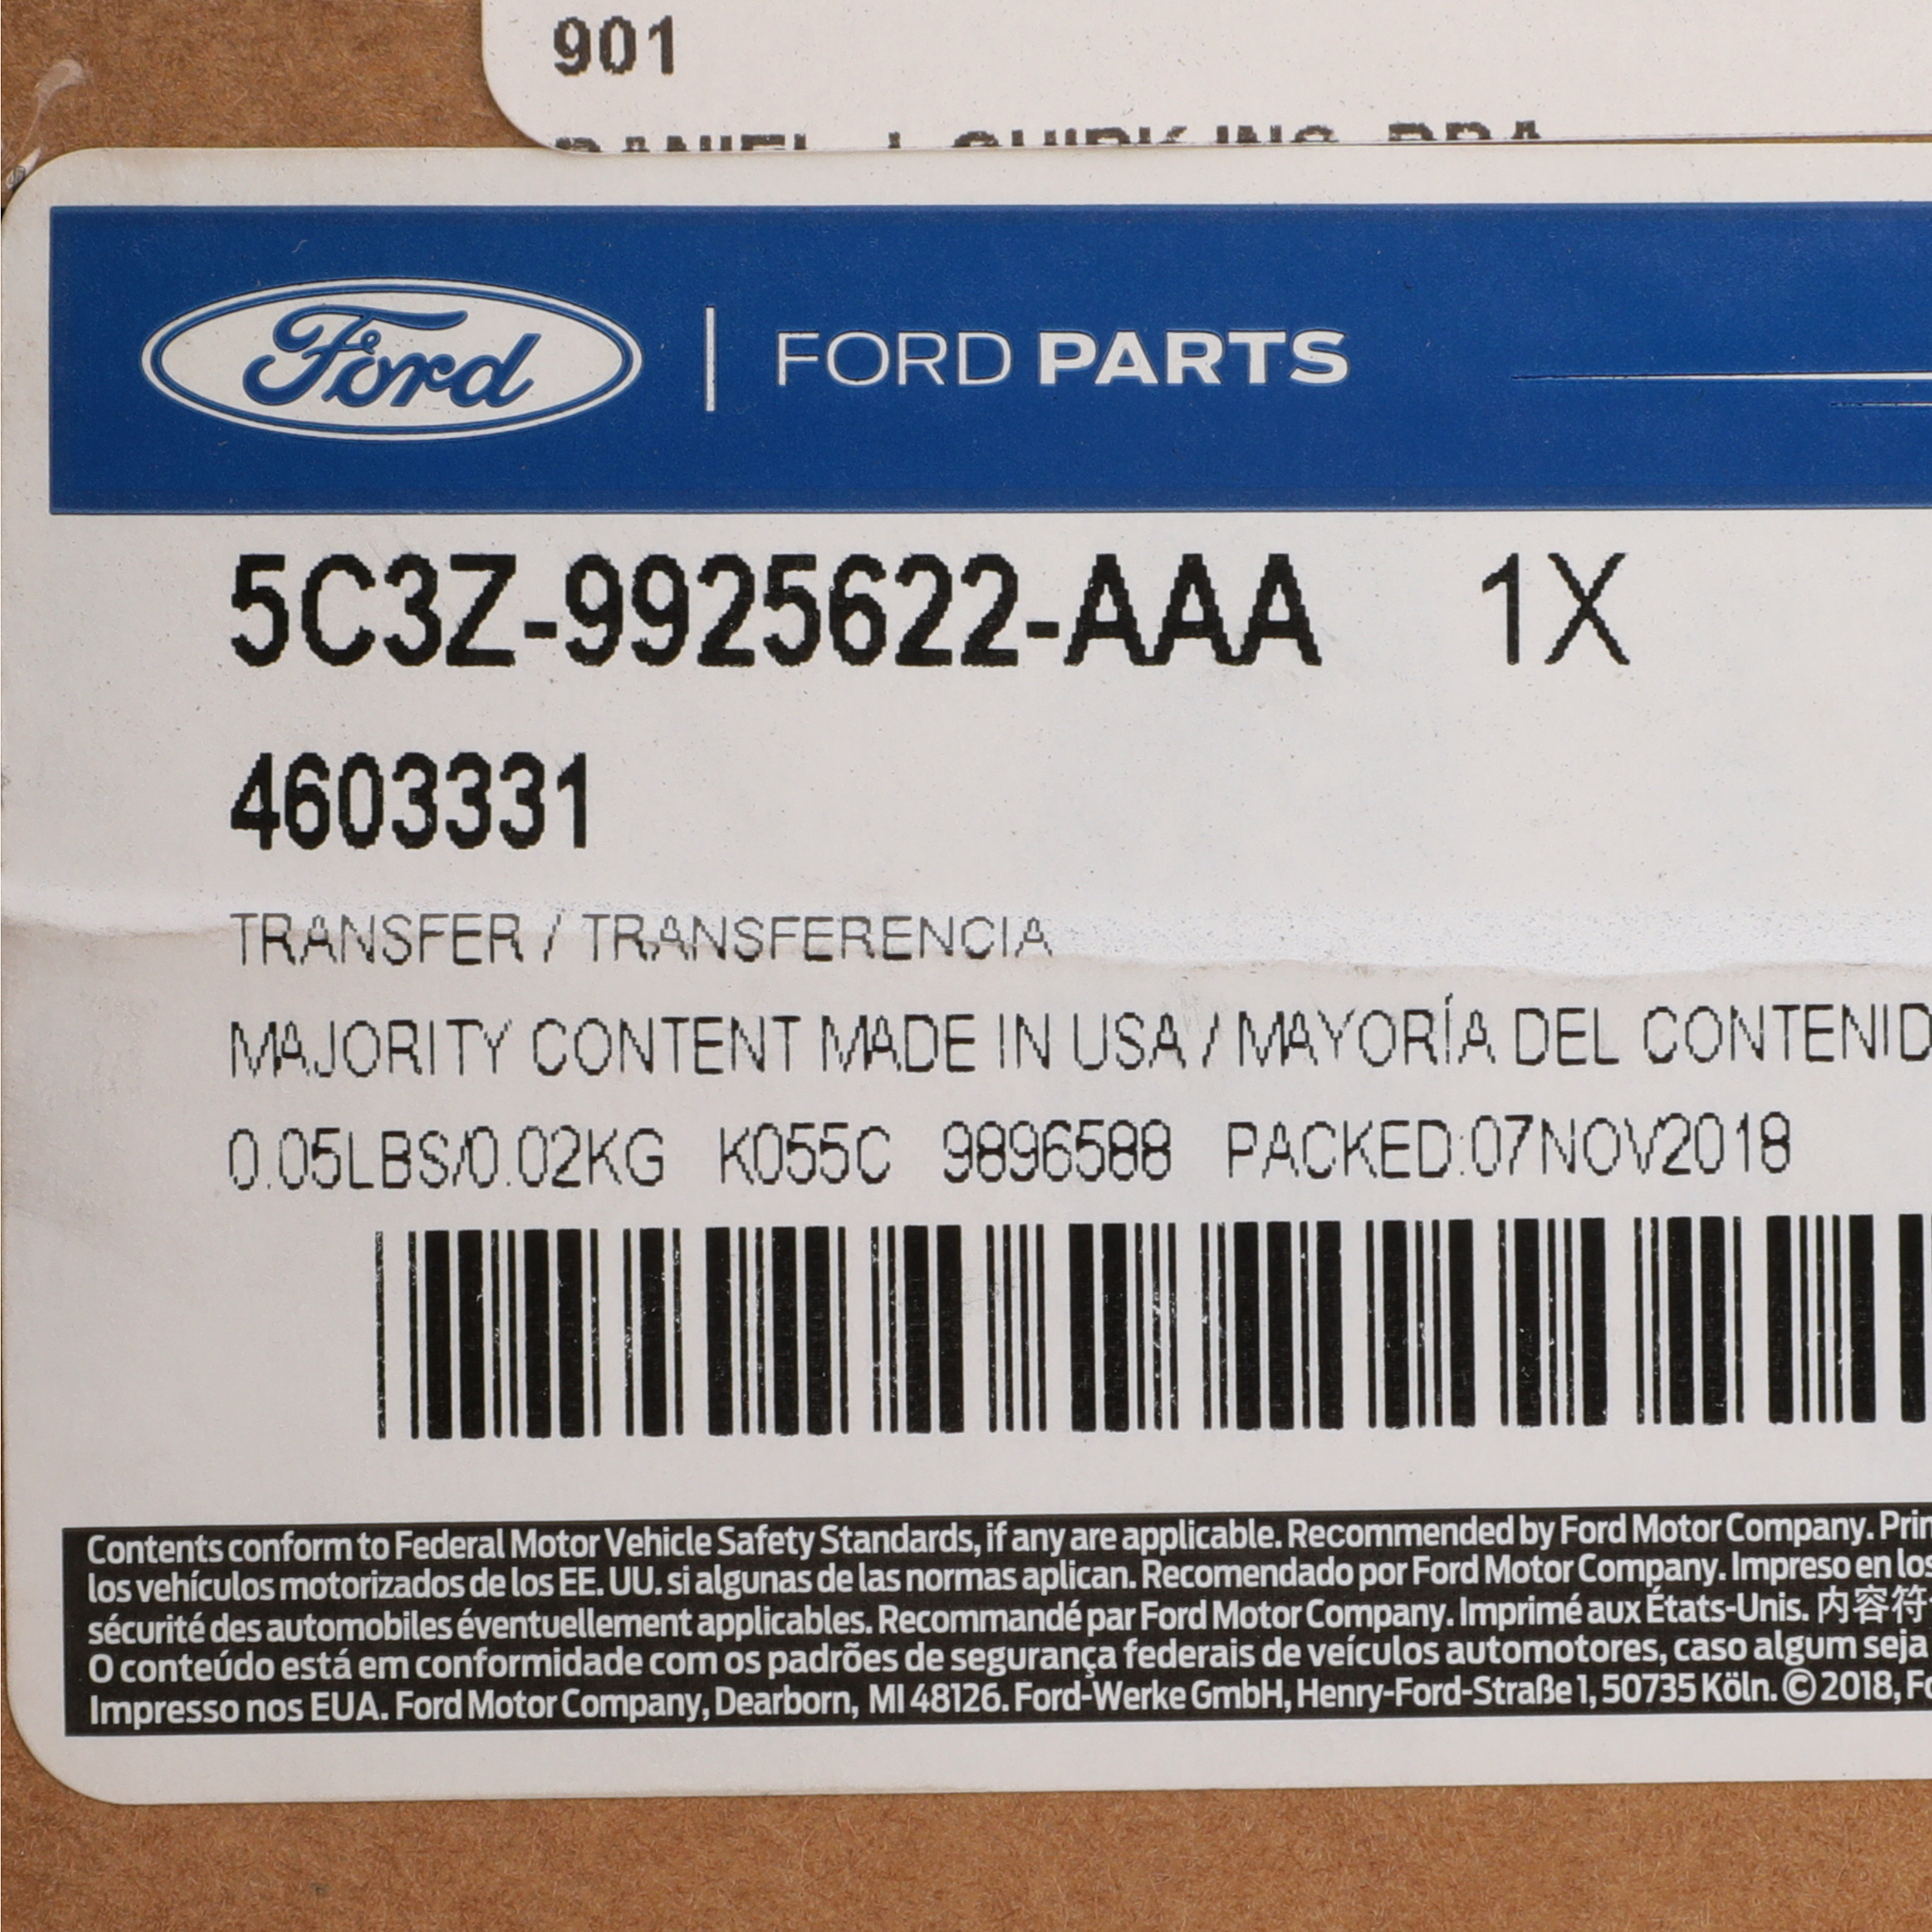 901
Ford | FORD PARTS
5C3Z-9925622-AAA 1X
4603331
TRANSFER / TRANSFERENCIA
MAJORITY CONTENT MADE IN USA / MAYORÍA DEL CONTENID
0.05LBS/0.02KG K055C 9896588 PACKED:07NOV2018
Contents conform to Federal Motor Vehicle Safety Standards, if any are applicable. Recommended by Ford Motor Company. Prin
los vehículos motorizados de los EE. UU. si algunas de las normas aplican. Recomendado por Ford Motor Company. Impreso en los
sécurité des automobiles éventuellement applicables. Recommandé par Ford Motor Company. Imprimé aux États-Unis. 内容符
O conteúdo está em conformidade com os padrões de segurança federais de veículos automotores, caso algum seja
Impresso nos EUA. Ford Motor Company, Dearborn, MI 48126. Ford-Werke GmbH, Henry-Ford-Straße 1, 50735 Köln. © 2018, Fo